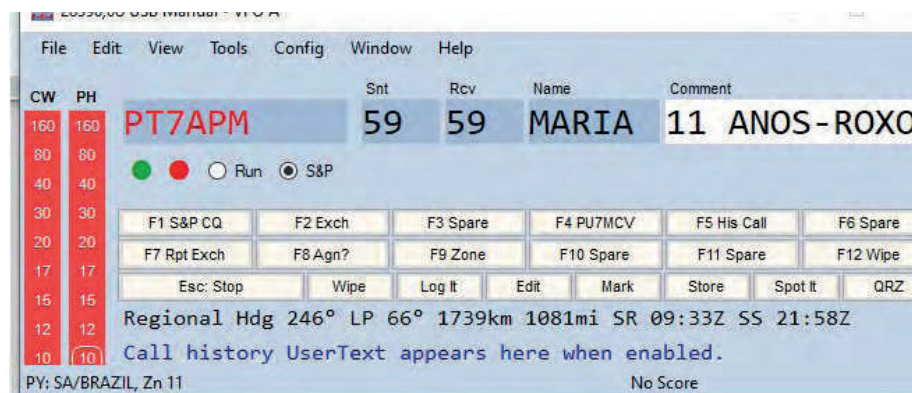 File Edit View Tools Config Window Help
CW PH Snt Rcv Name Comment
PT7APM 59 59 MARIA 11 ANOS-ROXO
160 160
80 80
Run S&P
40 40
30 30
F1 S&P CQ F2 Exch F3 Spare F4 PU7MCV F5 His Call F6 Spare
20 20
F7 Rpt Exch F8 Agn? F9 Zone F10 Spare F11 Spare F12 Wipe
17 17
Esc: Stop Wipe Log It Edit Mark Store Spot It QRZ
15 15
Regional Hdg 246° LP 66° 1739km 1081mi SR 09:33Z SS 21:58Z
12 12
Call history UserText appears here when enabled.
10 10
PY: SA/BRAZIL, Zn 11 No Score